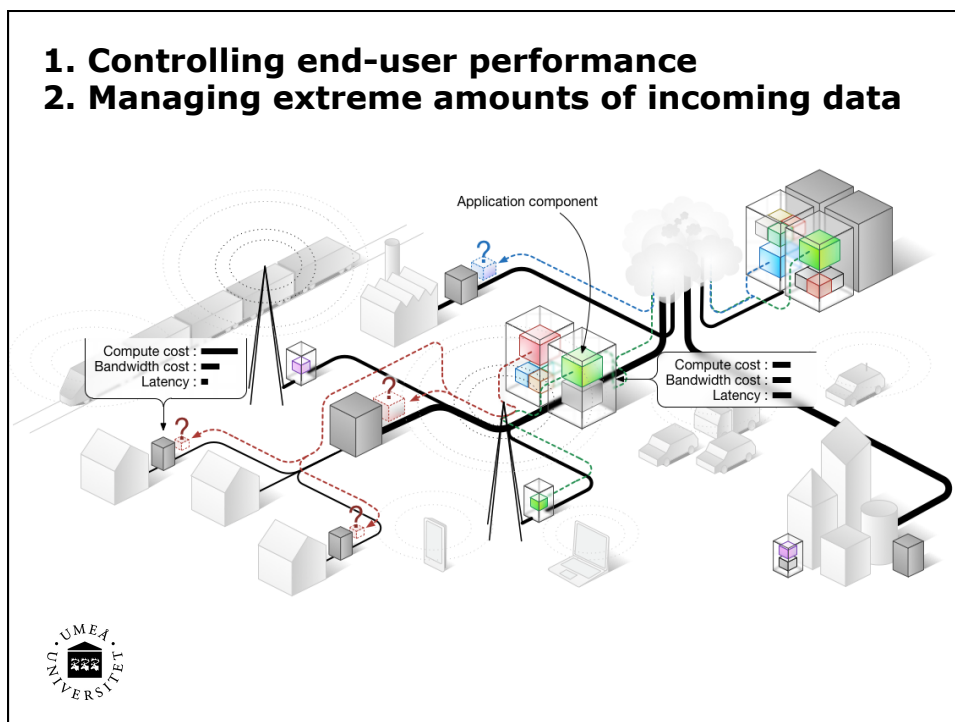 1. Controlling end-user performance
2. Managing extreme amounts of incoming data
Application component
?
Compute cost :
Bandwidth cost :
Latency :
?
?
Compute cost :
Bandwidth cost :
Latency :
?
UMEÅ
UNIVERSITET